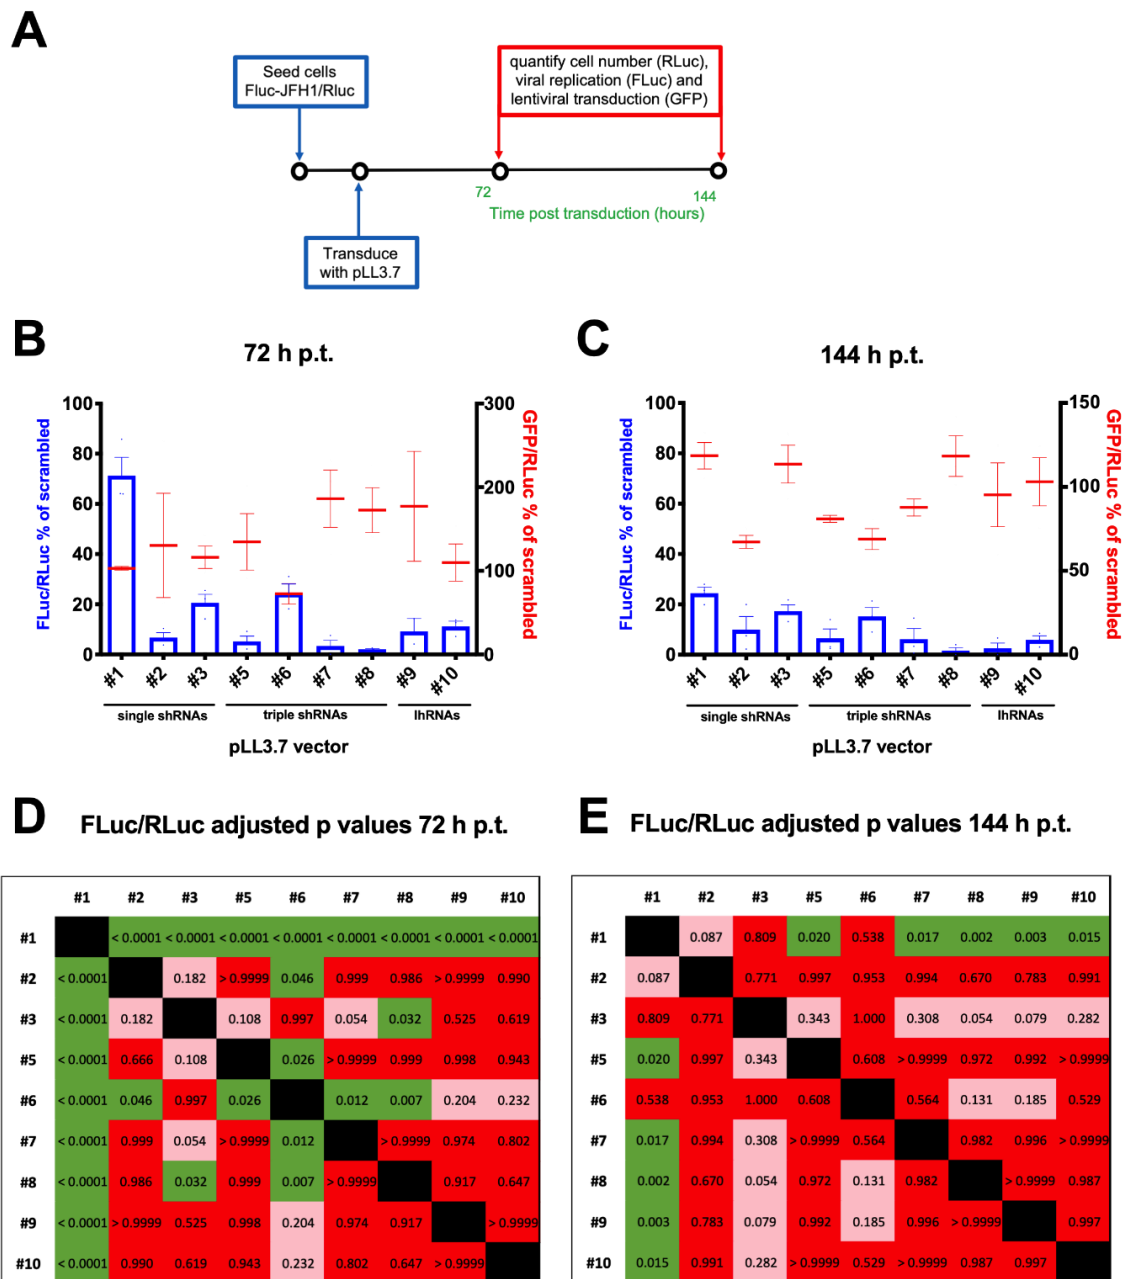 A
Seed cells
Fluc-JFH1/Rluc
quantify cell number (RLuc),
viral replication (FLuc) and
lentiviral transduction (GFP)
72
144
Time post transduction (hours)
Transduce
with pLL3.7
B
72 h p.t.
100
80
60
40
20
0
FLuc/RLuc % of scrambled
300
200
100
0
GFP/RLuc % of scrambled
#1 #2 #3 #5 #6 #7 #8 #9 #10
single shRNAs triple shRNAs lhRNAs
pLL3.7 vector
C
144 h p.t.
100
80
60
40
20
0
FLuc/RLuc % of scrambled
150
100
50
0
GFP/RLuc % of scrambled
#1 #2 #3 #5 #6 #7 #8 #9 #10
single shRNAs triple shRNAs lhRNAs
pLL3.7 vector
D
FLuc/RLuc adjusted p values 72 h p.t.
#1 #2 #3 #5 #6 #7 #8 #9 #10
#1 < 0.0001 < 0.0001 < 0.0001 < 0.0001 < 0.0001 < 0.0001 < 0.0001 < 0.0001
#2 < 0.0001 0.182 > 0.9999 0.046 0.999 0.986 > 0.9999 0.990
#3 < 0.0001 0.182 0.108 0.997 0.054 0.032 0.525 0.619
#5 < 0.0001 0.666 0.108 0.026 > 0.9999 0.999 0.998 0.943
#6 < 0.0001 0.046 0.997 0.026 0.012 0.007 0.204 0.232
#7 < 0.0001 0.999 0.054 > 0.9999 0.012 > 0.9999 0.974 0.802
#8 < 0.0001 0.986 0.032 0.999 0.007 > 0.9999 0.917 0.647
#9 < 0.0001 > 0.9999 0.525 0.998 0.204 0.974 0.917 > 0.9999
#10 < 0.0001 0.990 0.619 0.943 0.232 0.802 0.647 > 0.9999
E
FLuc/RLuc adjusted p values 144 h p.t.
#1 #2 #3 #5 #6 #7 #8 #9 #10
#1 0.087 0.809 0.020 0.538 0.017 0.002 0.003 0.015
#2 0.087 0.771 0.997 0.953 0.994 0.670 0.783 0.991
#3 0.809 0.771 0.343 1.000 0.308 0.054 0.079 0.282
#5 0.020 0.997 0.343 0.608 > 0.9999 0.972 0.992 > 0.9999
#6 0.538 0.953 1.000 0.608 0.564 0.131 0.185 0.529
#7 0.017 0.994 0.308 > 0.9999 0.564 0.982 0.996 > 0.9999
#8 0.002 0.670 0.054 0.972 0.131 0.982 > 0.9999 0.987
#9 0.003 0.783 0.079 0.992 0.185 0.996 > 0.9999 0.997
#10 0.015 0.991 0.282 > 0.9999 0.529 > 0.9999 0.987 0.997